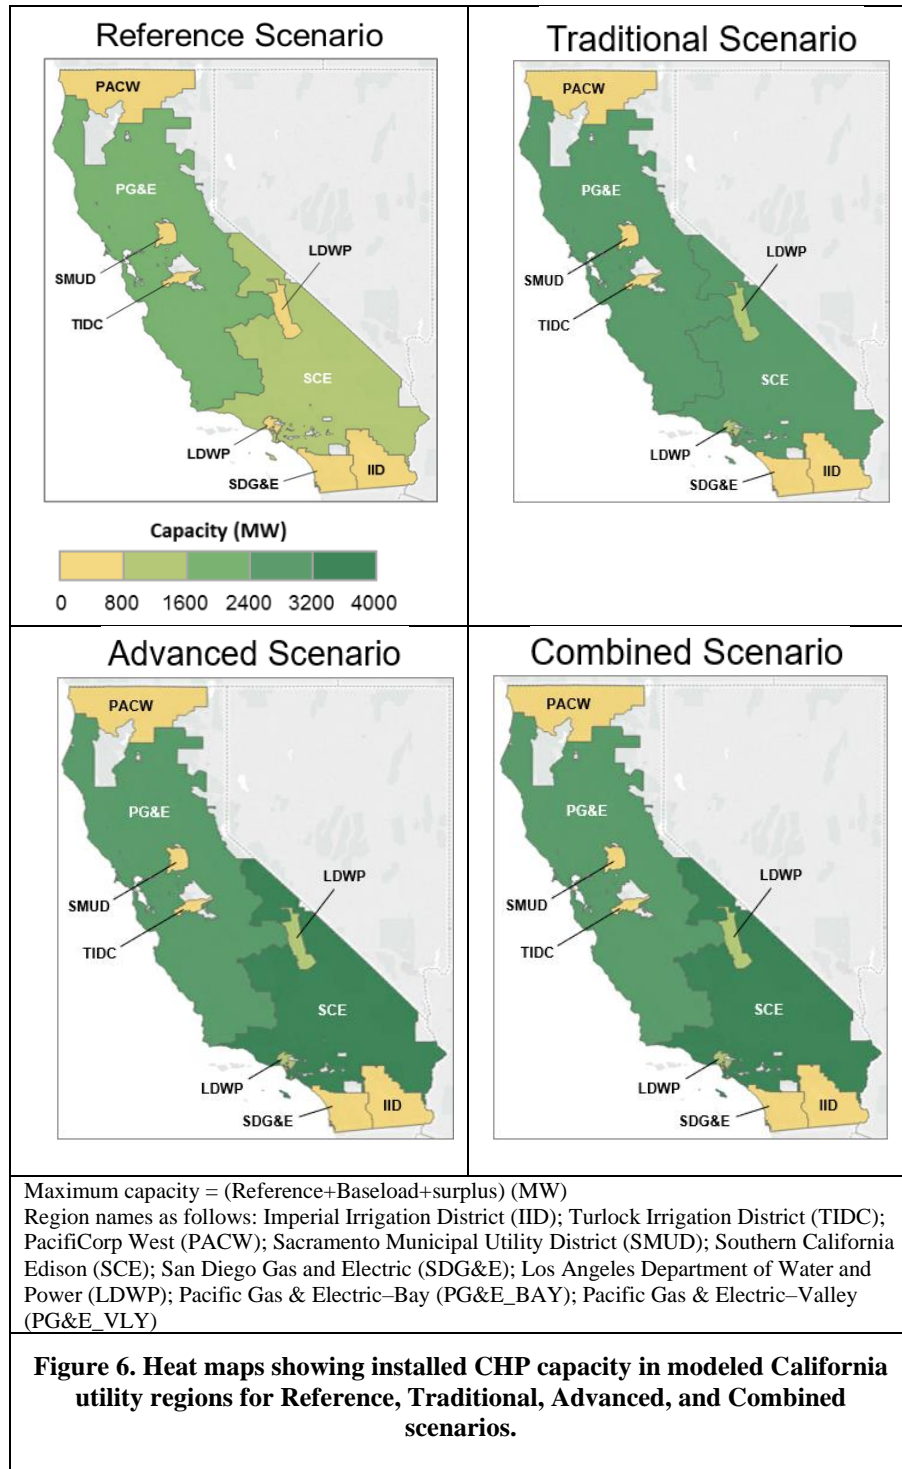 Reference Scenario
PACW
PG&E
LDWP
SMUD
TIDC
SCE
LDWP
SDG&E
IID
Capacity (MW)
0 800 1600 2400 3200 4000
Traditional Scenario
PACW
PG&E
LDWP
SMUD
TIDC
SCE
LDWP
SDG&E
IID
Advanced Scenario
PACW
PG&E
LDWP
SMUD
TIDC
SCE
LDWP
SDG&E
IID
Combined Scenario
PACW
PG&E
LDWP
SMUD
TIDC
SCE
LDWP
SDG&E
IID
Maximum capacity = (Reference+Baseload+surplus) (MW)
Region names as follows: Imperial Irrigation District (IID); Turlock Irrigation District (TIDC);
PacifiCorp West (PACW); Sacramento Municipal Utility District (SMUD); Southern California
Edison (SCE); San Diego Gas and Electric (SDG&E); Los Angeles Department of Water and
Power (LDWP); Pacific Gas & Electric–Bay (PG&E_BAY); Pacific Gas & Electric–Valley
(PG&E_VLY)
Figure 6. Heat maps showing installed CHP capacity in modeled California
utility regions for Reference, Traditional, Advanced, and Combined
scenarios.